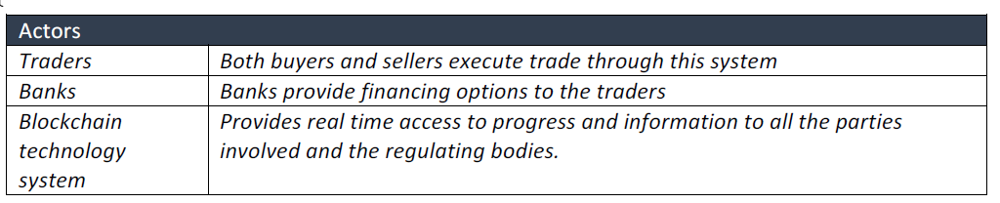 Actors
Traders Both buyers and sellers execute trade through this system
Banks Banks provide financing options to the traders
Blockchain Provides real time access to progress and information to all the parties
technology involved and the regulating bodies.
system